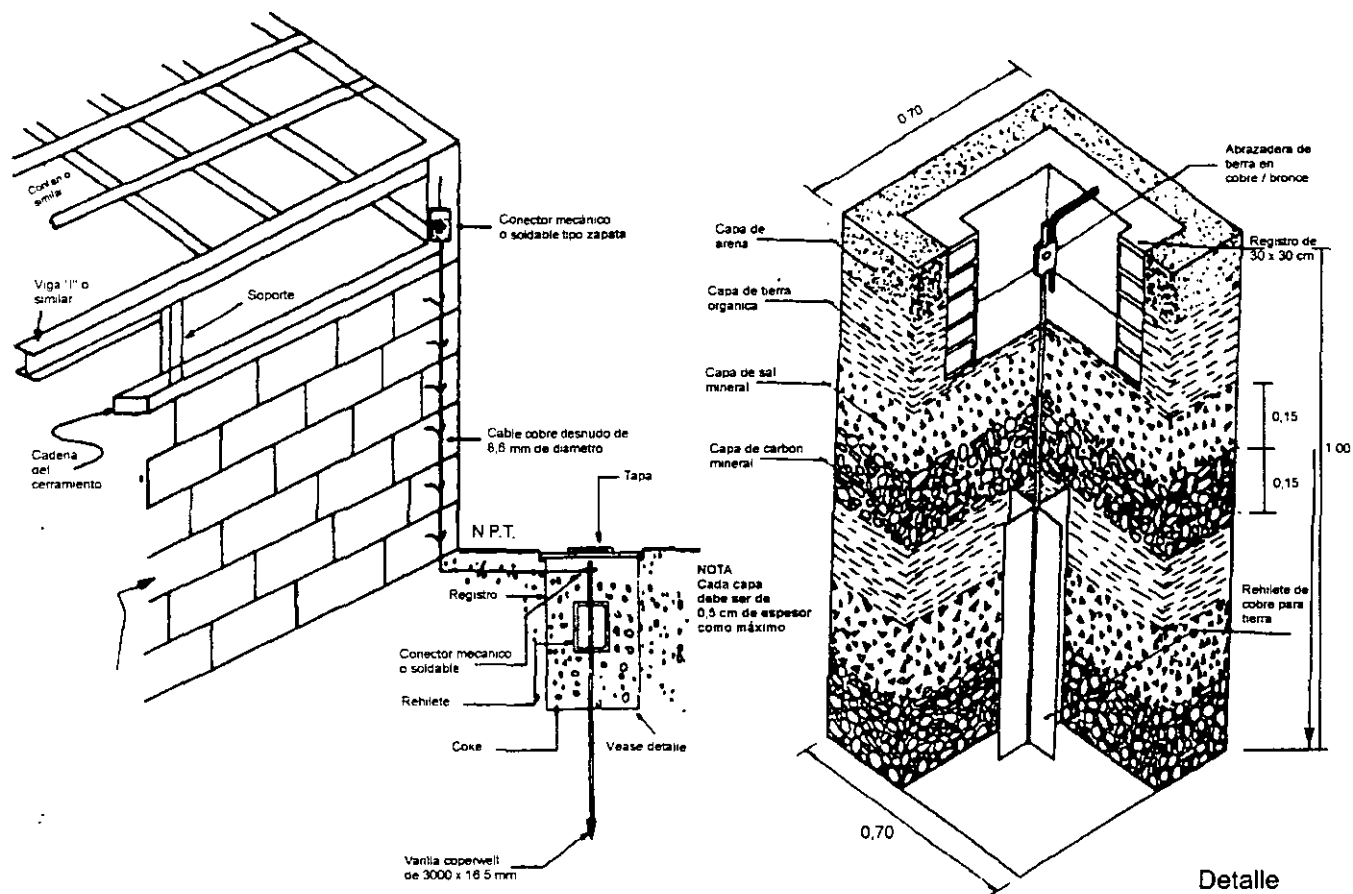 Conlan o
similar
Viga "I" o
similar
Soporte
Cadena
del
cerramiento
Conector mecánico
o soldable tipo zapata
Cable cobre desnudo de
8,6 mm de diametro
Tapa
N P.T.
Registro
Conector mecanico
o soldable
Rehilete
Coke
Vease detalle
NOTA
Cada capa
debe ser de
0,5 cm de espesor
como máximo
Varilla coperwell
de 3000 x 16 5 mm
0,70
Abrazadera de
tierra en
cobre / bronce
Capa de
arena
Registro de
30 x 30 cm
Capa de tierra
organica
Capa de sal
mineral
0,15
1 00
Capa de carbon
mineral
0,15
Rehilete de
cobre para
tierra
0,70
Detalle